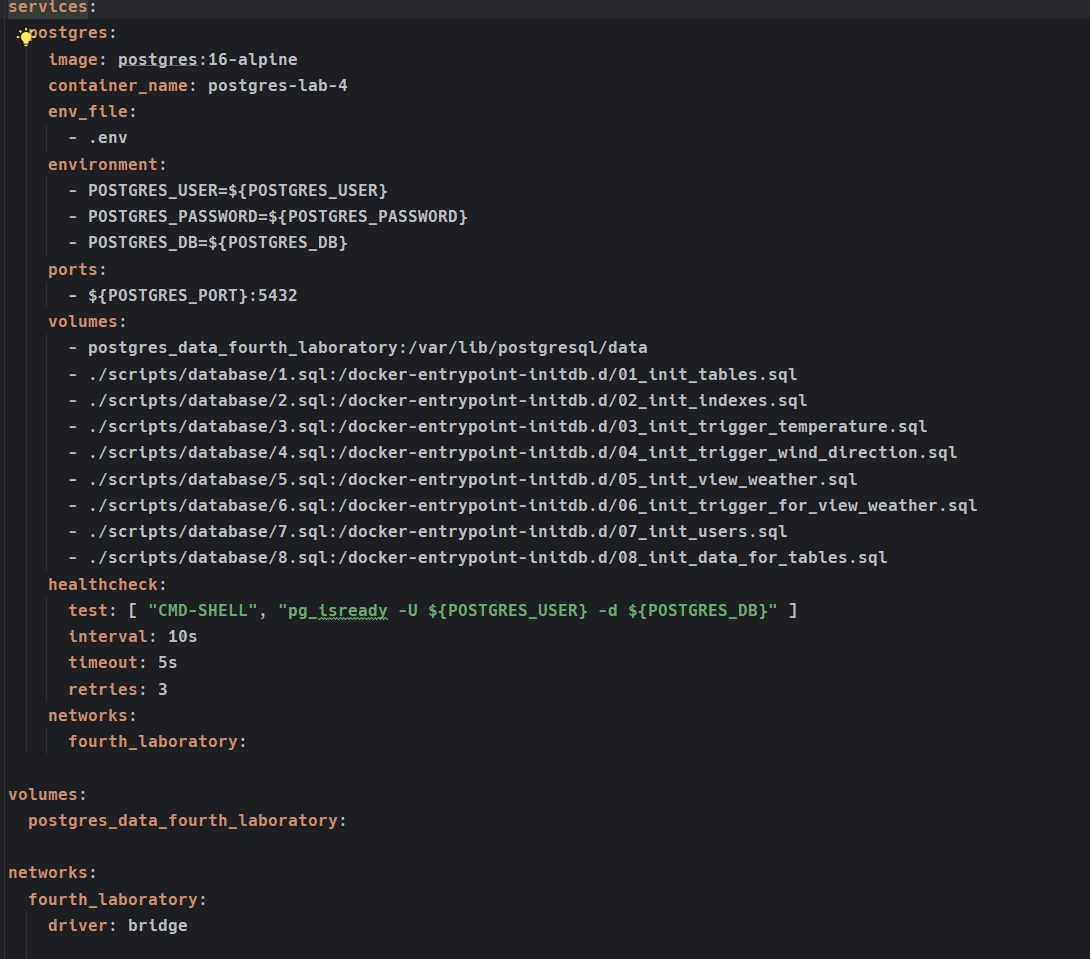 services:
  postgres:
    image: postgres:16-alpine
    container_name: postgres-lab-4
    env_file:
      - .env
    environment:
      - POSTGRES_USER=${POSTGRES_USER}
      - POSTGRES_PASSWORD=${POSTGRES_PASSWORD}
      - POSTGRES_DB=${POSTGRES_DB}
    ports:
      - ${POSTGRES_PORT}:5432
    volumes:
      - postgres_data_fourth_laboratory:/var/lib/postgresql/data
      - ./scripts/database/1.sql:/docker-entrypoint-initdb.d/01_init_tables.sql
      - ./scripts/database/2.sql:/docker-entrypoint-initdb.d/02_init_indexes.sql
      - ./scripts/database/3.sql:/docker-entrypoint-initdb.d/03_init_trigger_temperature.sql
      - ./scripts/database/4.sql:/docker-entrypoint-initdb.d/04_init_trigger_wind_direction.sql
      - ./scripts/database/5.sql:/docker-entrypoint-initdb.d/05_init_view_weather.sql
      - ./scripts/database/6.sql:/docker-entrypoint-initdb.d/06_init_trigger_for_view_weather.sql
      - ./scripts/database/7.sql:/docker-entrypoint-initdb.d/07_init_users.sql
      - ./scripts/database/8.sql:/docker-entrypoint-initdb.d/08_init_data_for_tables.sql
    healthcheck:
      test: [ "CMD-SHELL", "pg_isready -U ${POSTGRES_USER} -d ${POSTGRES_DB}" ]
      interval: 10s
      timeout: 5s
      retries: 3
    networks:
      fourth_laboratory:

volumes:
  postgres_data_fourth_laboratory:

networks:
  fourth_laboratory:
    driver: bridge